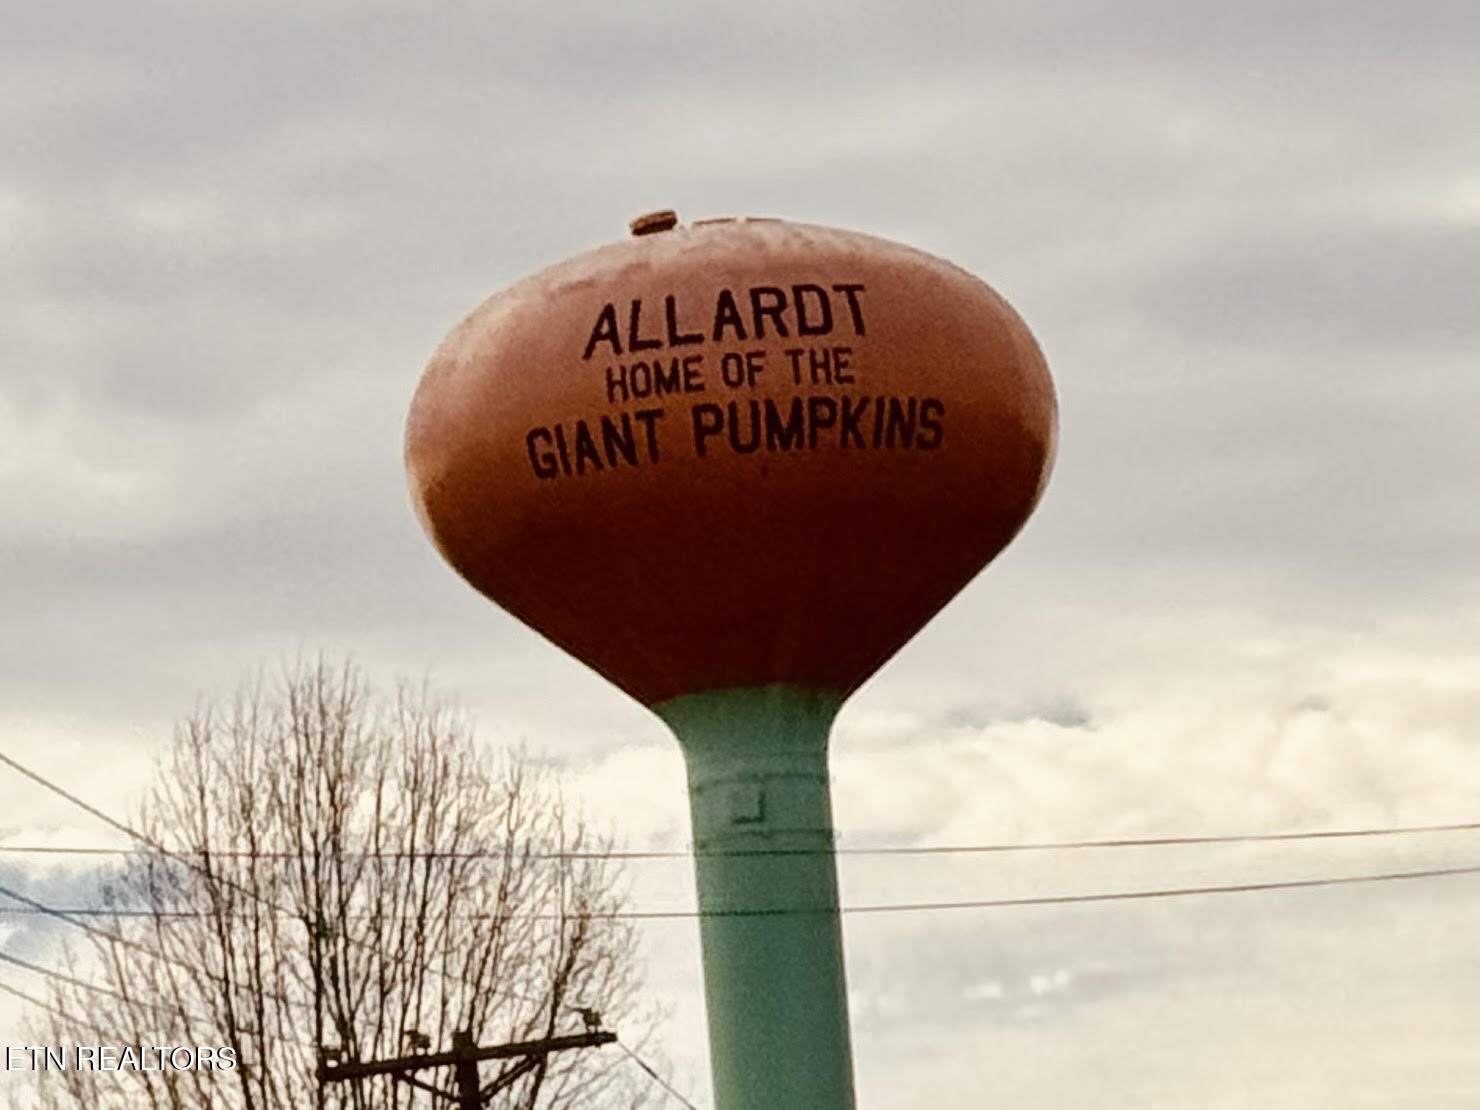 ALLARDT
HOME OF THE
GIANT PUMPKINS
ETN REALTORS